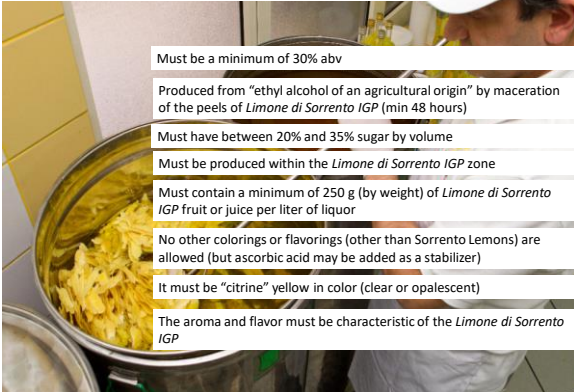 Must be a minimum of 30% abv
Produced from “ethyl alcohol of an agricultural origin” by maceration
of the peels of Limone di Sorrento IGP (min 48 hours)
Must have between 20% and 35% sugar by volume
Must be produced within the Limone di Sorrento IGP zone
Must contain a minimum of 250 g (by weight) of Limone di Sorrento
IGP fruit or juice per liter of liquor
No other colorings or flavorings (other than Sorrento Lemons) are
allowed (but ascorbic acid may be added as a stabilizer)
It must be “citrine” yellow in color (clear or opalescent)
The aroma and flavor must be characteristic of the Limone di Sorrento
IGP